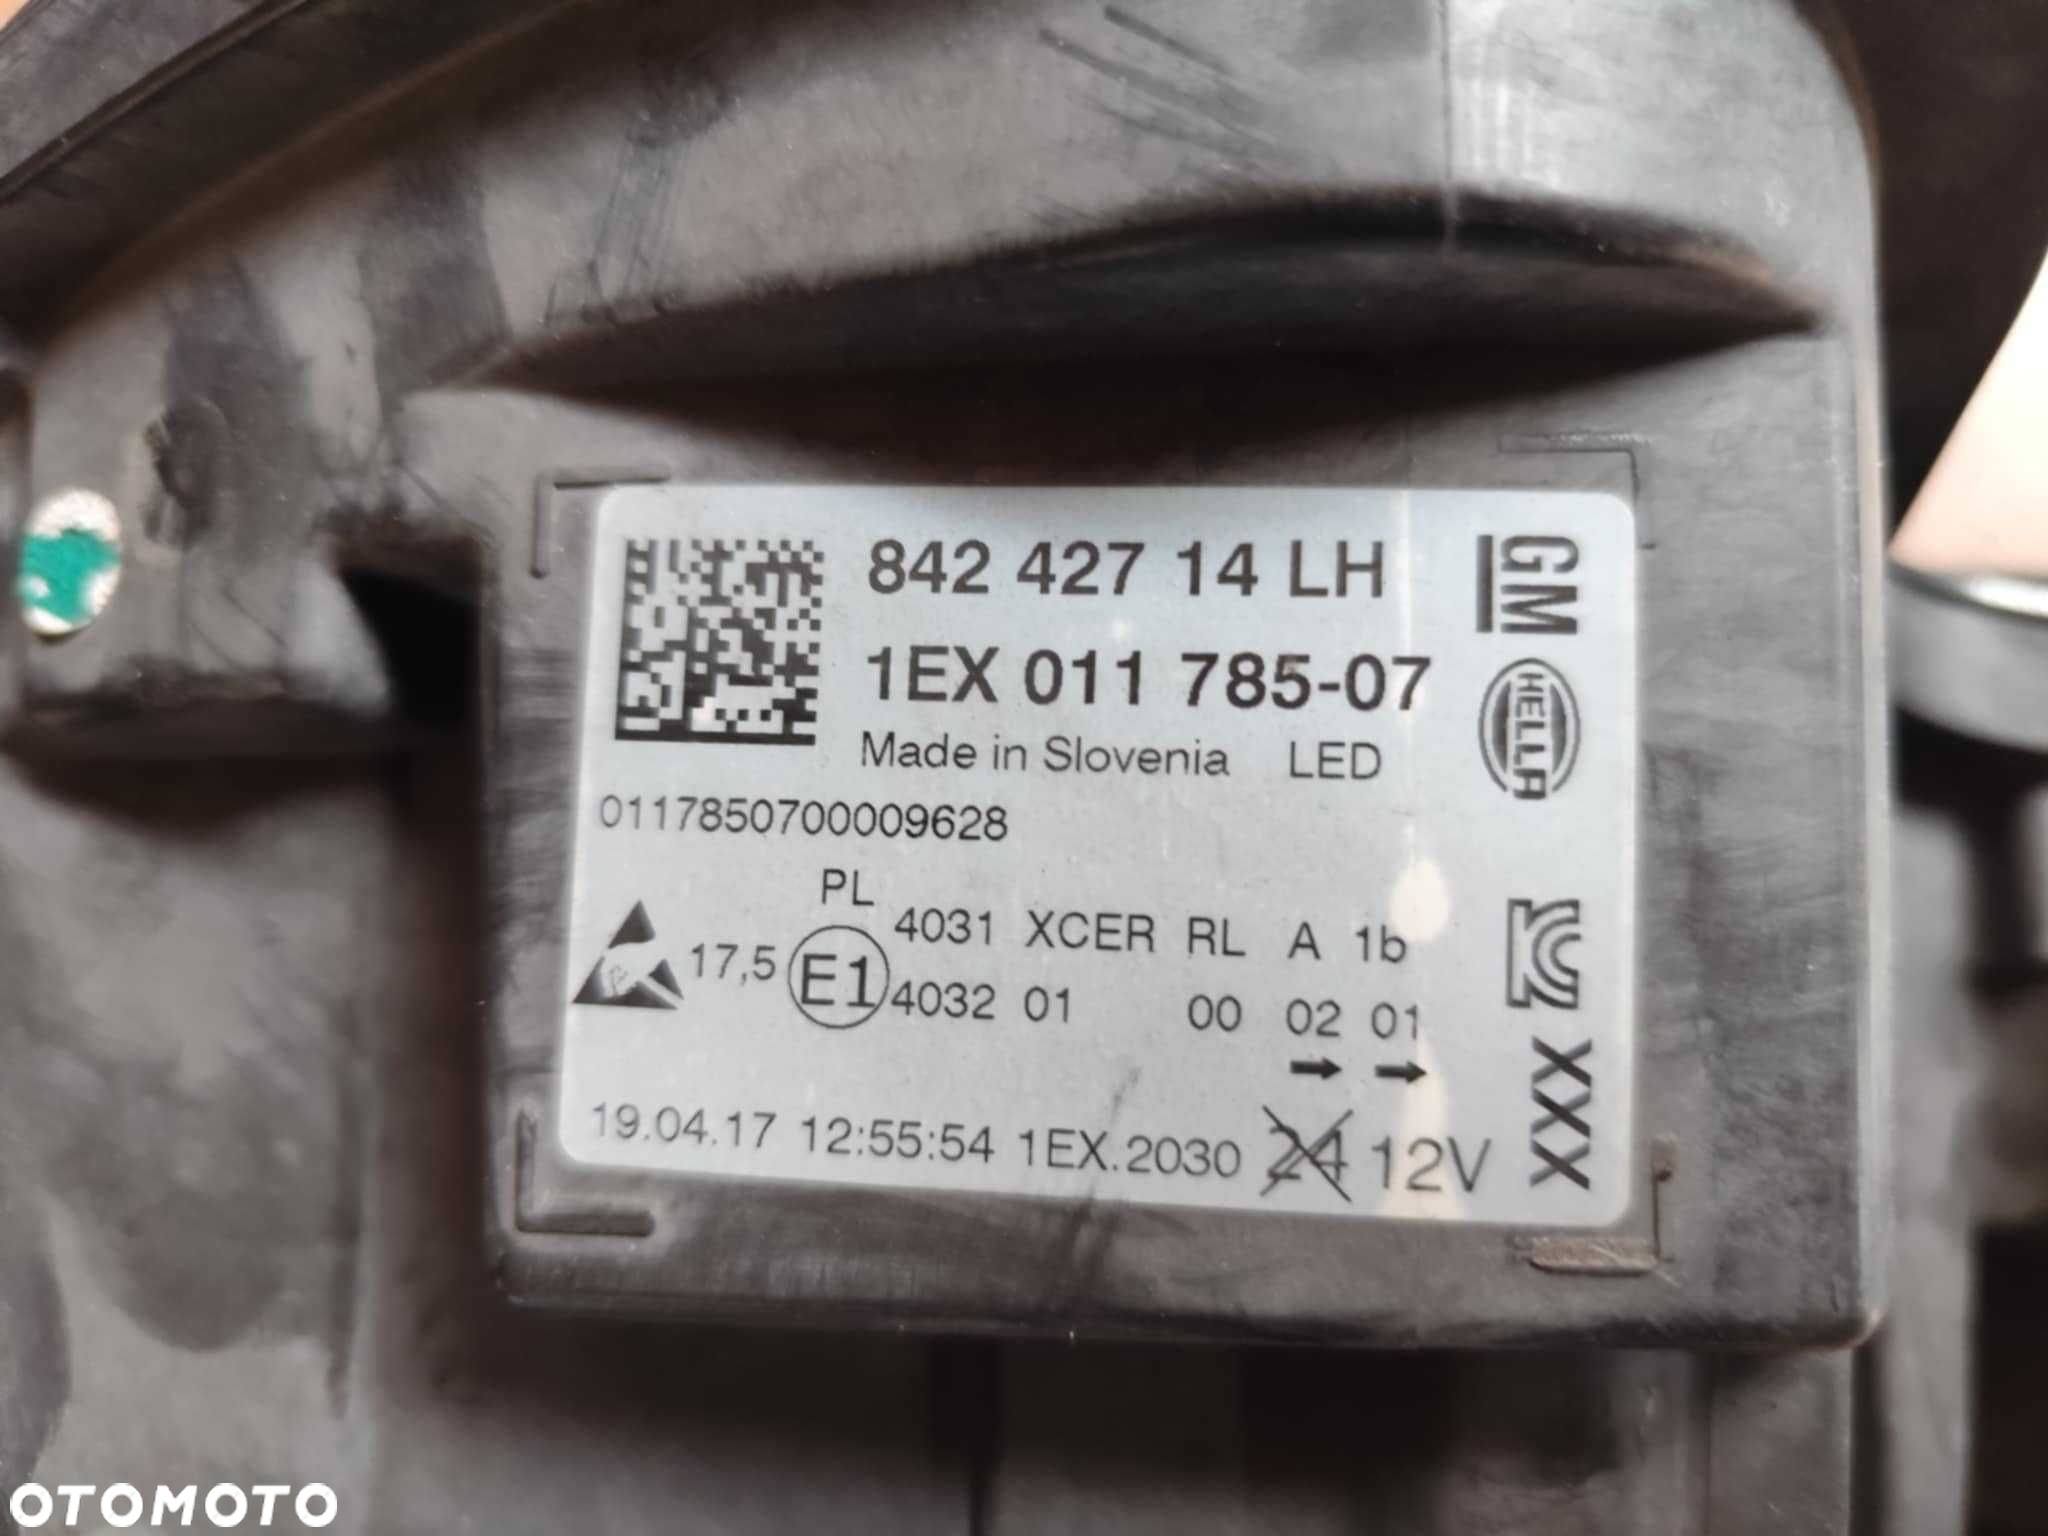 842 427 14 LH
GM
1EX 011 785-07
HELLA
Made in Slovenia LED
0117850700009628
PL
17,5 E1 4031 XCER RL A 1b
4032 01 00 02 01
→ →
KC XXX
19.04.17 12:55:54 1EX.2030 24 12V
OTOMOTO